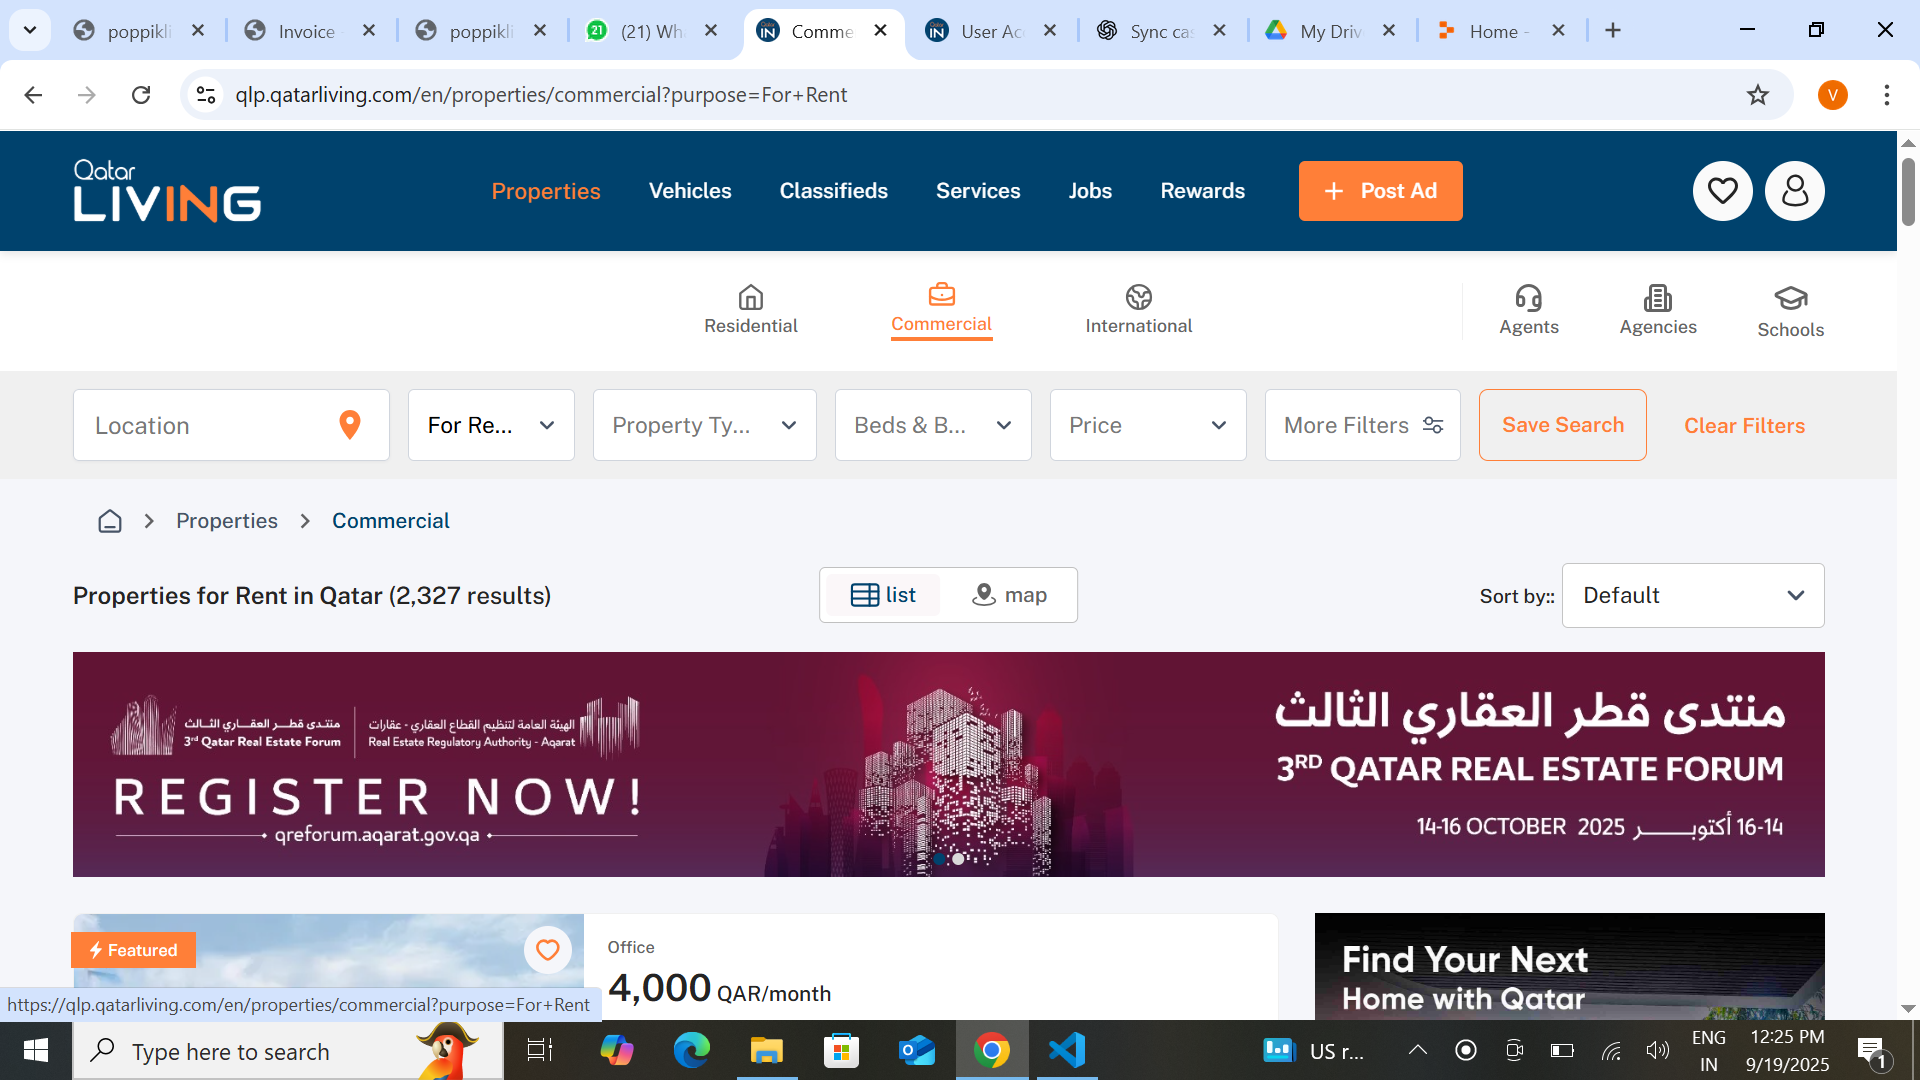 poppikli
Invoice
poppikli
(21) Wha
Comme
User Acc
Sync cas
My Driv
Home -
qlp.qatarliving.com/en/properties/commercial?purpose=For+Rent
V
Qatar
LIVING
Properties
Vehicles
Classifieds
Services
Jobs
Rewards
+ Post Ad
Residential
Commercial
International
Agents
Agencies
Schools
Location
For Re...
Property Ty...
Beds & B...
Price
More Filters
Save Search
Clear Filters
Properties
Commercial
Properties for Rent in Qatar (2,327 results)
list
map
Sort by::
Default
منتدى قطر العقاري الثالث
3rd Qatar Real Estate Forum
الهيئة العامة لتنظيم القطاع العقاري - عقارات
Real Estate Regulatory Authority - Aqarat
REGISTER NOW!
qreforum.aqarat.gov.qa
منتدى قطر العقاري الثالث
3RD QATAR REAL ESTATE FORUM
14-16 OCTOBER 2025 أكتوبر 14-16
Featured
Office
4,000 QAR/month
Find Your Next
Home with Qatar
https://qlp.qatarliving.com/en/properties/commercial?purpose=For+Rent
Type here to search
US r...
ENG
IN
12:25 PM
9/19/2025
1